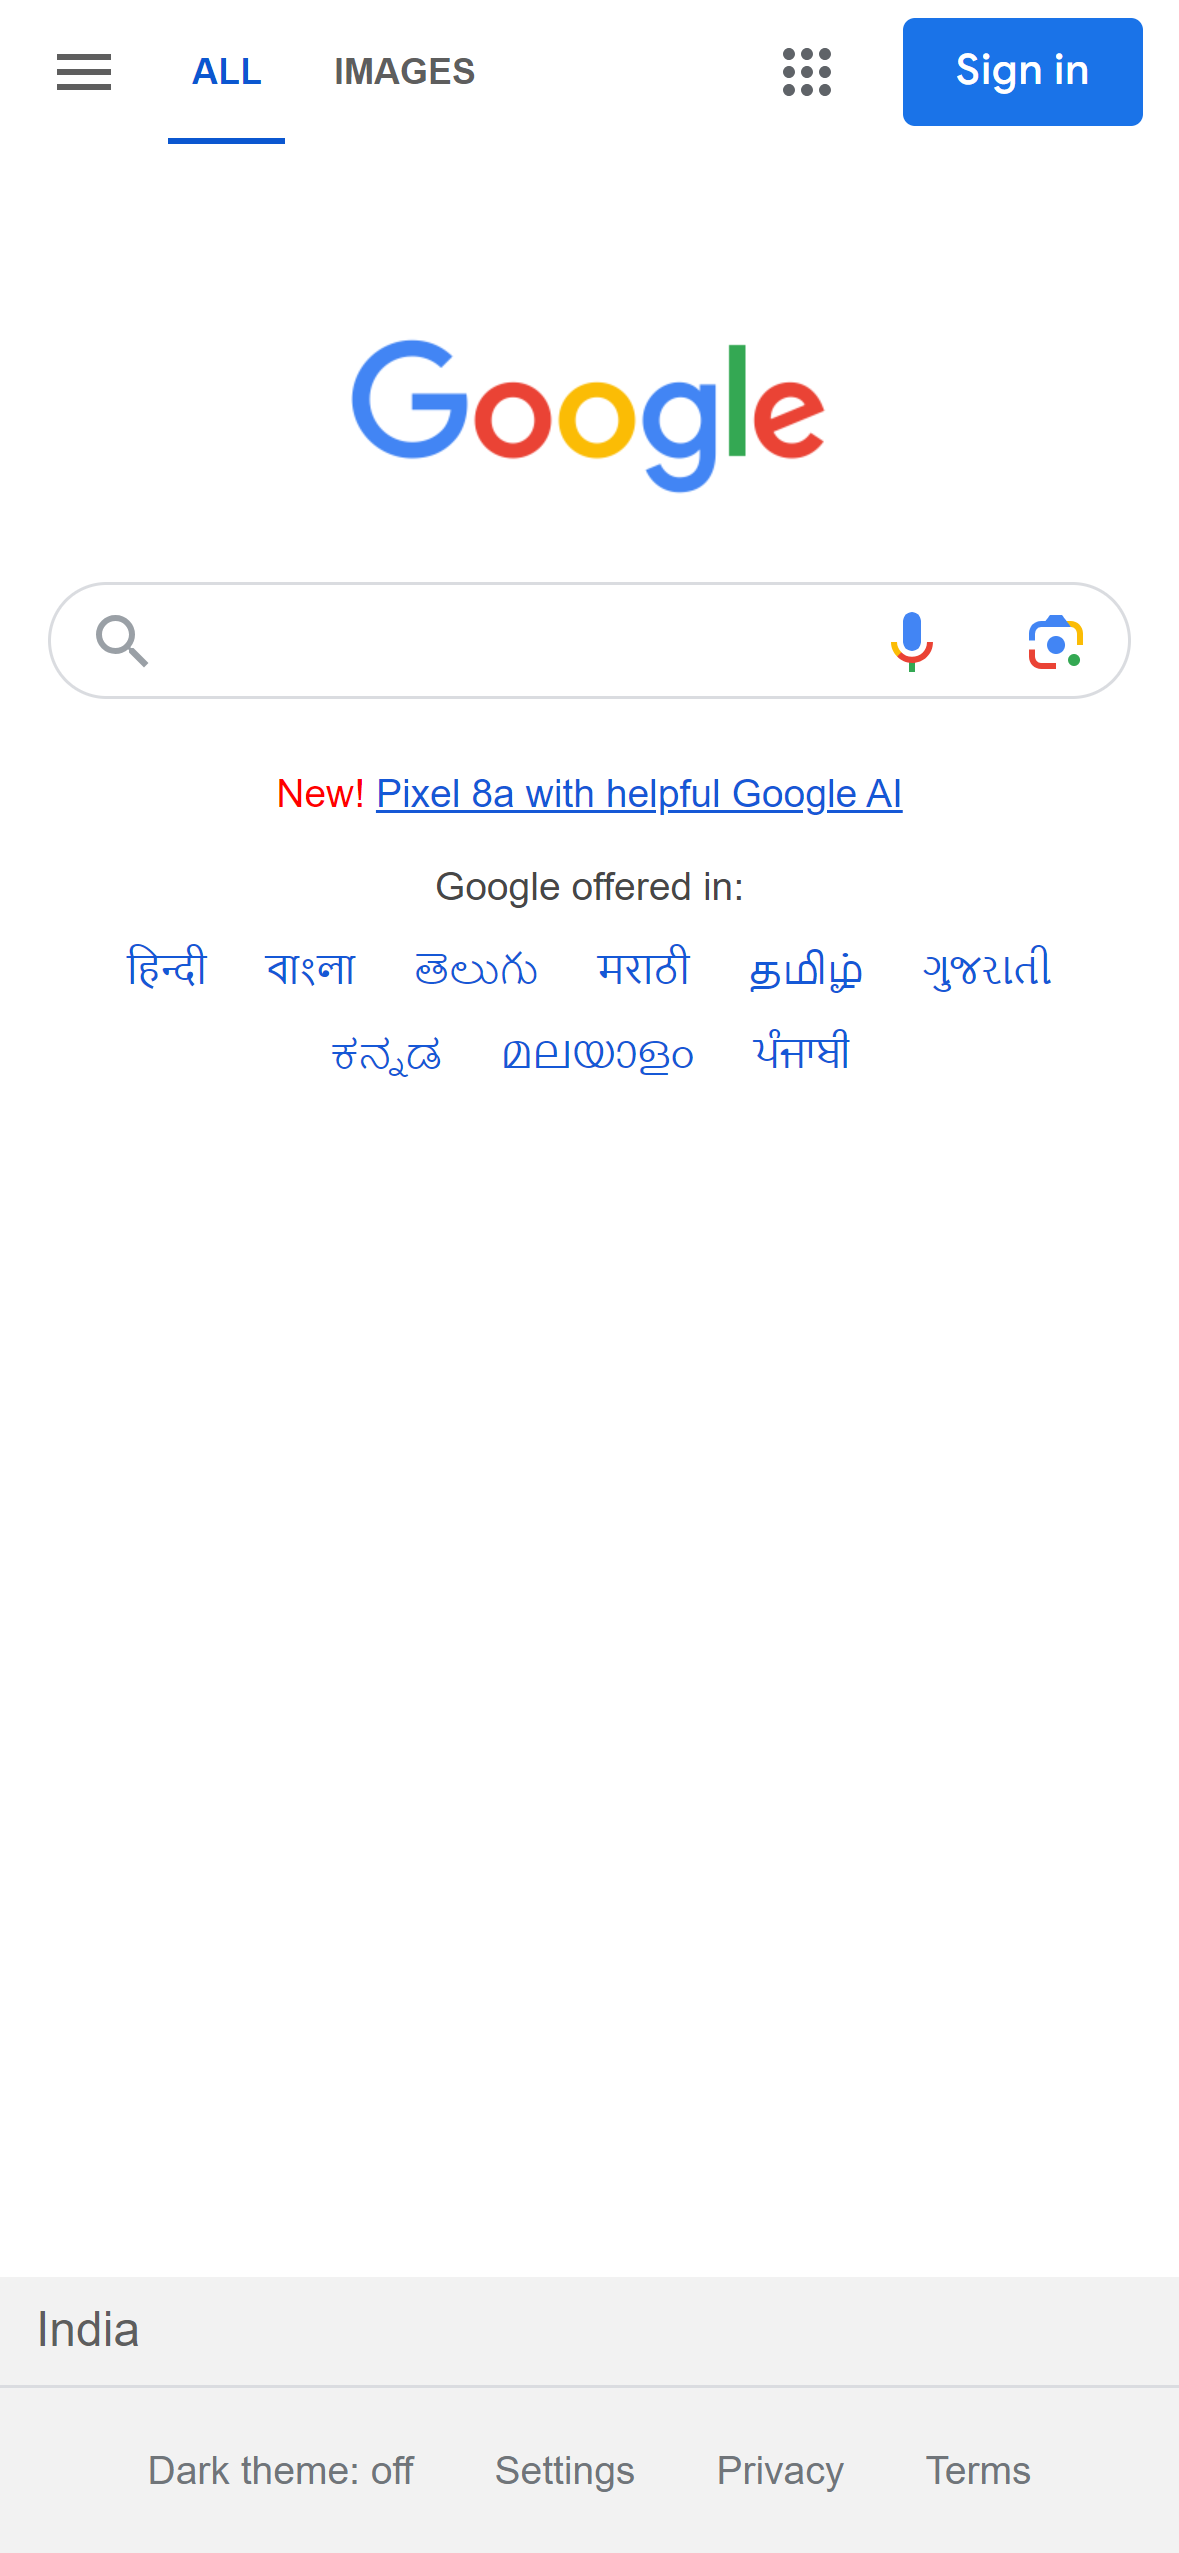 ALL IMAGES Sign in
Google
New! Pixel 8a with helpful Google AI
Google offered in:
हिन्दी বাংলা తెలుగు मराठी தமிழ் ગુજરાતી
ಕನ್ನಡ മലയാളം ਪੰਜਾਬੀ
India
Dark theme: off Settings Privacy Terms